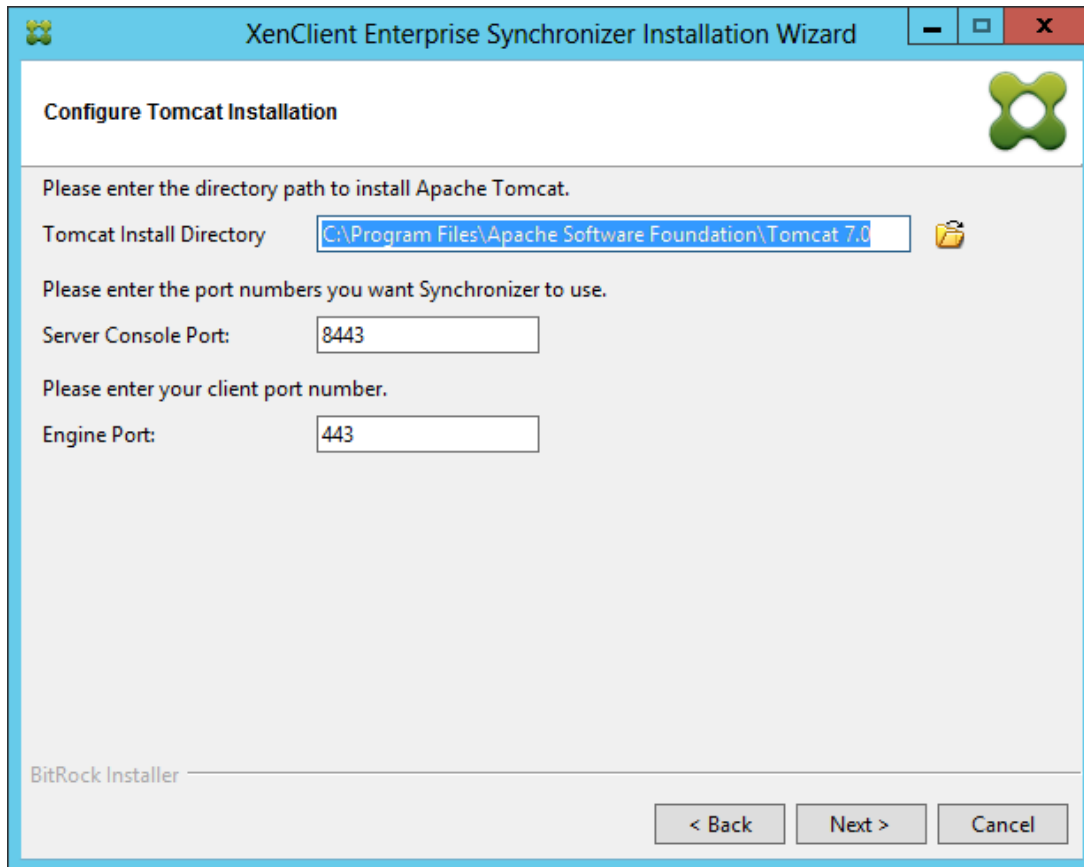 XenClient Enterprise Synchronizer Installation Wizard
Configure Tomcat Installation
Please enter the directory path to install Apache Tomcat.
Tomcat Install Directory C:\Program Files\Apache Software Foundation\Tomcat 7.0
Please enter the port numbers you want Synchronizer to use.
Server Console Port: 8443
Please enter your client port number.
Engine Port: 443
BitRock Installer
< Back Next > Cancel